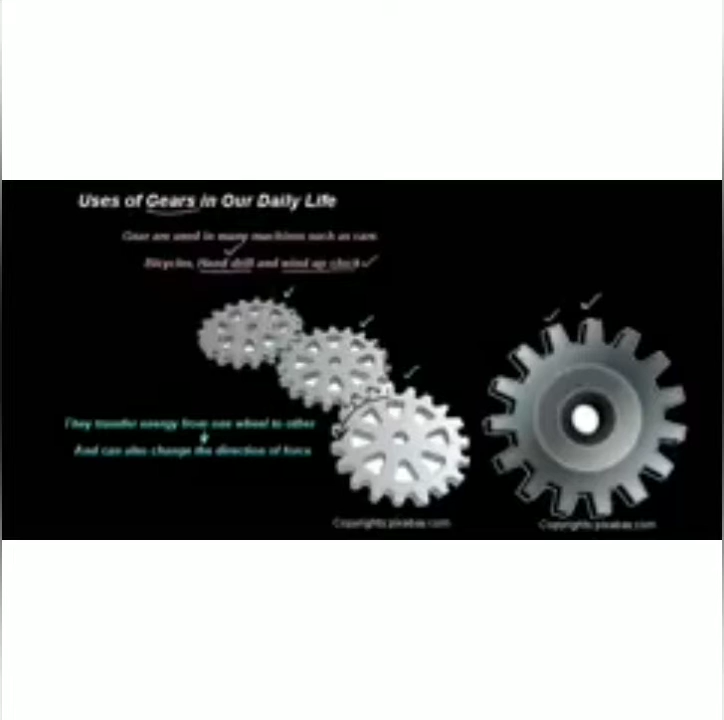 Uses of Gears in Our Daily Life
Gear are used in many machines such as cars
Bicycles, Hand drill and wind up clock
They transfer energy from one wheel to other
And can also change the direction of force
Copyrights:pixabay.com
Copyrights:pixabay.com